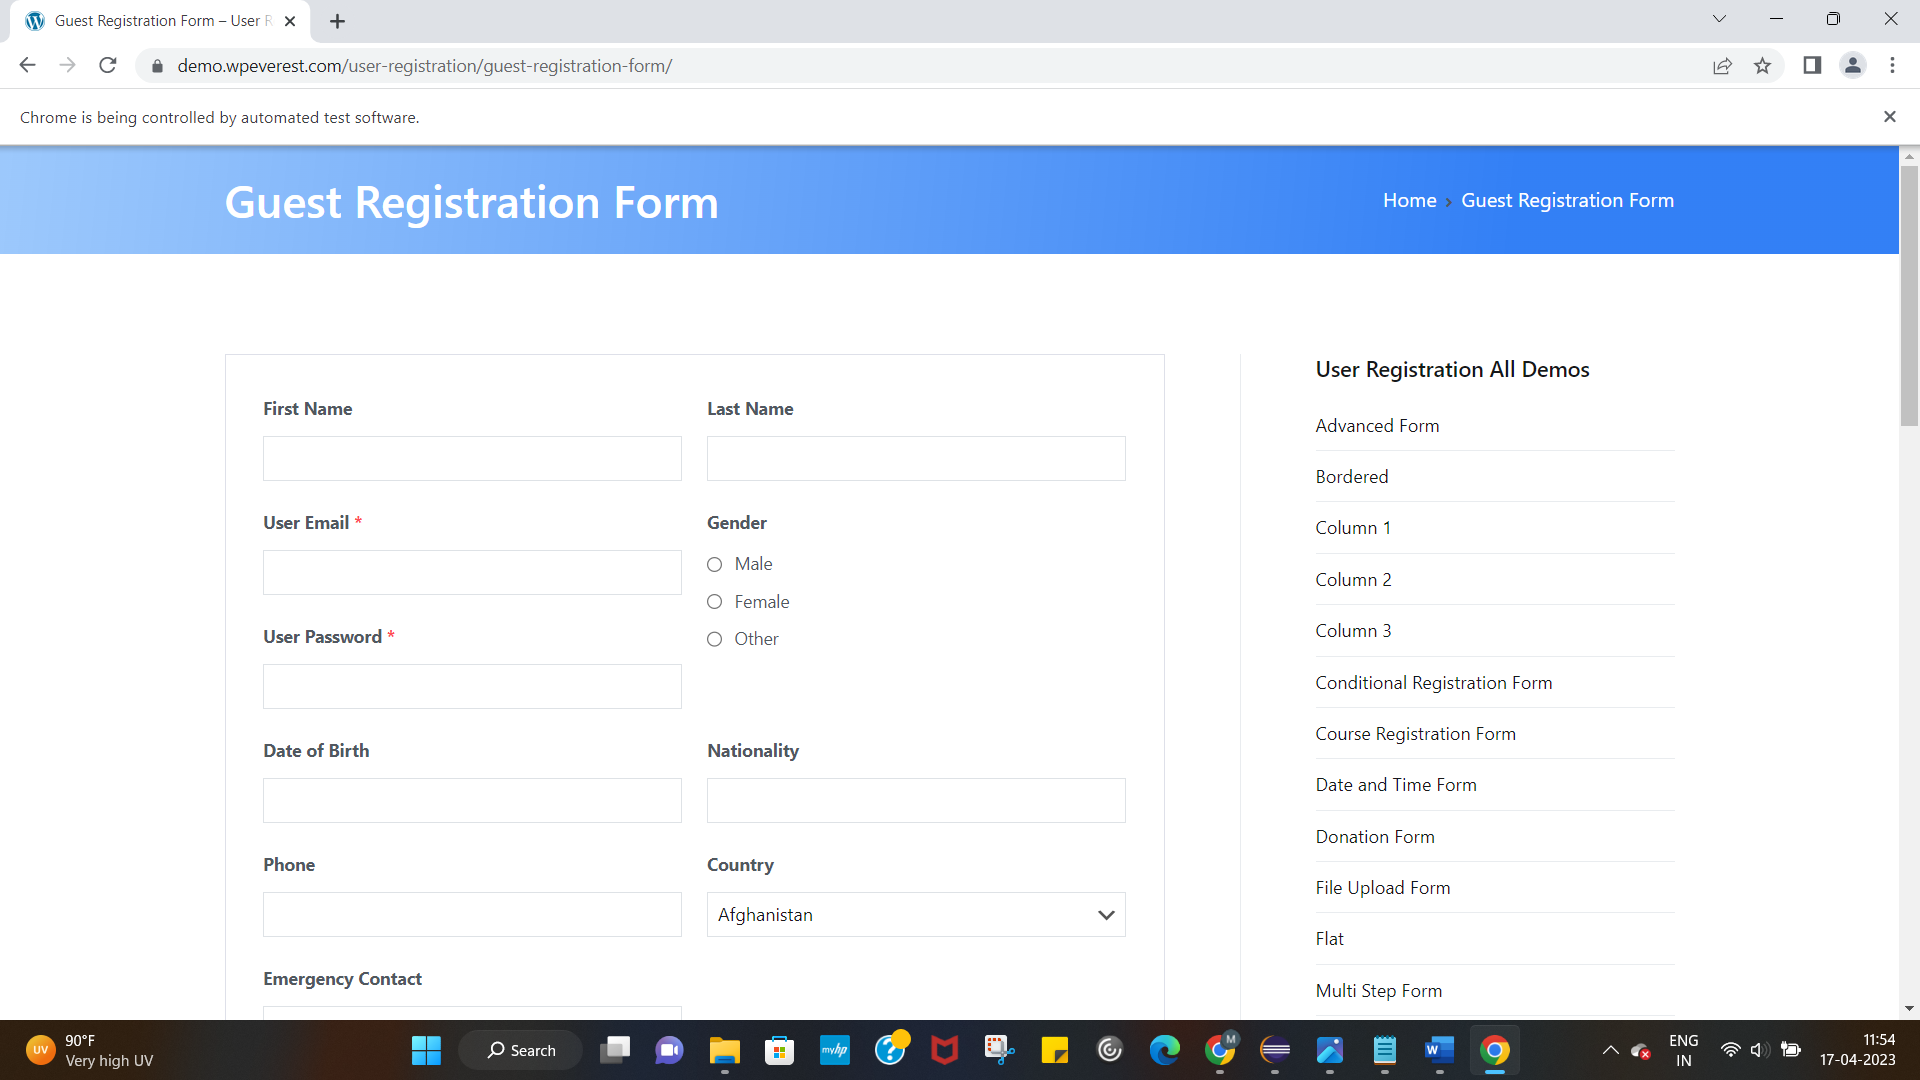 Guest Registration Form – User R
demo.wpeverest.com/user-registration/guest-registration-form/
Chrome is being controlled by automated test software.
Guest Registration Form
Home › Guest Registration Form
First Name
Last Name
User Email *
Gender
Male
Female
Other
User Password *
Date of Birth
Nationality
Phone
Country
Afghanistan
Emergency Contact
User Registration All Demos
Advanced Form
Bordered
Column 1
Column 2
Column 3
Conditional Registration Form
Course Registration Form
Date and Time Form
Donation Form
File Upload Form
Flat
Multi Step Form
UV
90°F
Very high UV
Search
myhp
M
W
ENG
IN
11:54
17-04-2023